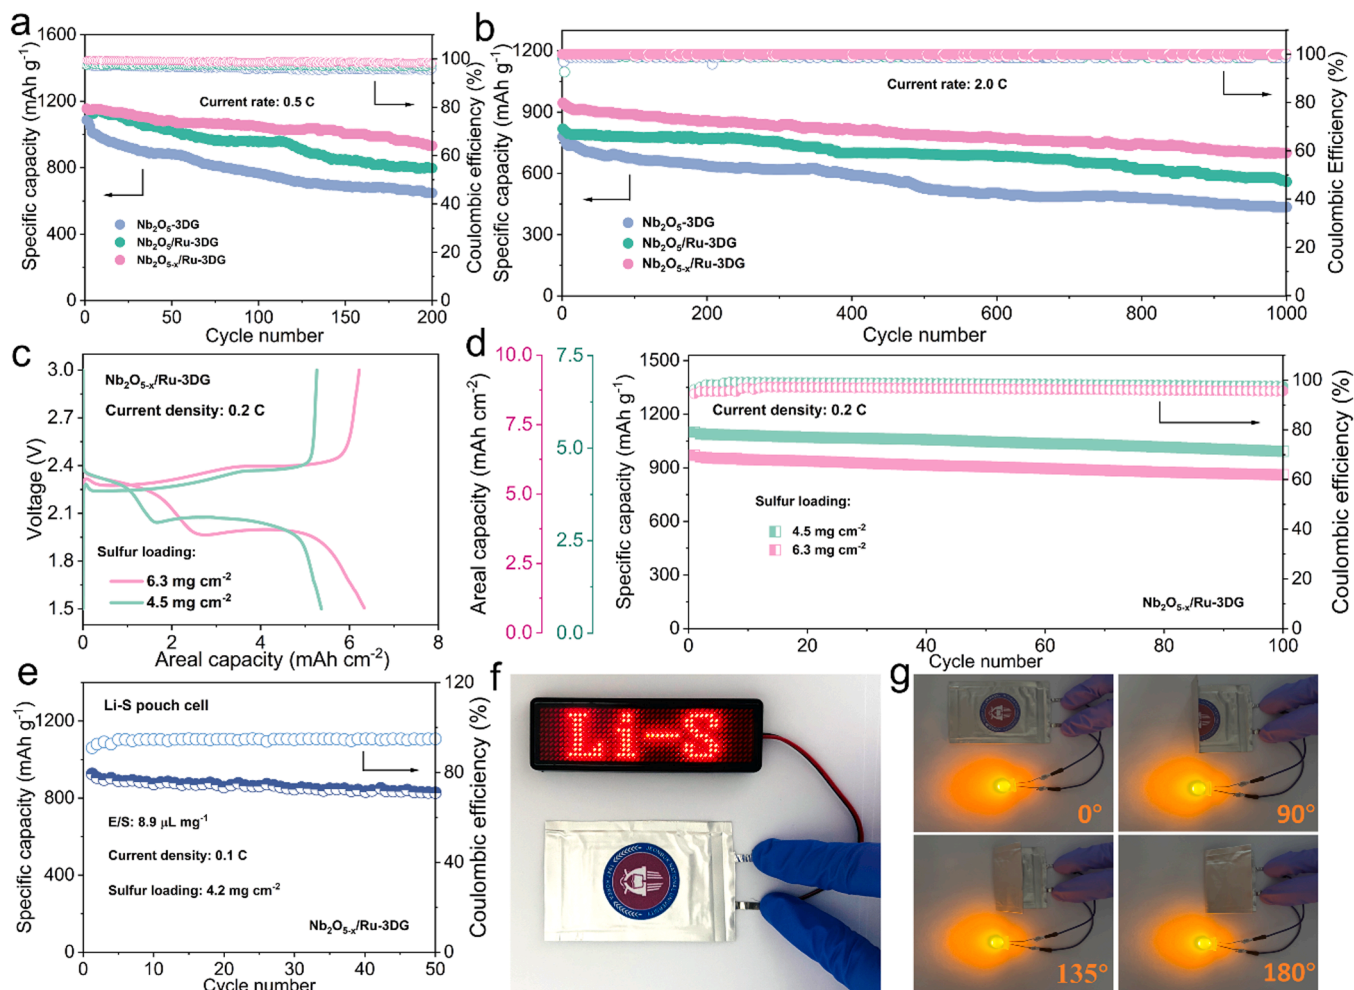 a
1600
1200
800
400
0
Specific capacity (mAh g⁻¹)
100
80
60
40
20
0
Coulombic efficiency (%)
Current rate: 0.5 C
Nb₂O₅-3DG
Nb₂O₅/Ru-3DG
Nb₂O₅₋ₓ/Ru-3DG
0 50 100 150 200
Cycle number
b
1200
900
600
300
0
Specific capacity (mAh g⁻¹)
100
80
60
40
20
0
Coulombic Efficiency (%)
Current rate: 2.0 C
Nb₂O₅-3DG
Nb₂O₅/Ru-3DG
Nb₂O₅₋ₓ/Ru-3DG
0 200 400 600 800 1000
Cycle number
c
3.0
2.7
2.4
2.1
1.8
1.5
Voltage (V)
Nb₂O₅₋ₓ/Ru-3DG
Current density: 0.2 C
Sulfur loading:
6.3 mg cm⁻²
4.5 mg cm⁻²
0 2 4 6 8
Areal capacity (mAh cm⁻²)
d
10.0
7.5
5.0
2.5
0.0
Areal capacity (mAh cm⁻²)
7.5
5.0
2.5
0.0
1500
1200
900
600
300
0
Specific capacity (mAh g⁻¹)
100
80
60
40
20
0
Coulombic efficiency (%)
Current density: 0.2 C
Sulfur loading:
4.5 mg cm⁻²
6.3 mg cm⁻²
Nb₂O₅₋ₓ/Ru-3DG
0 20 40 60 80 100
Cycle number
e
1200
800
400
0
Specific capacity (mAh g⁻¹)
120
80
40
0
Coulombic efficiency (%)
Li-S pouch cell
E/S: 8.9 μL mg⁻¹
Current density: 0.1 C
Sulfur loading: 4.2 mg cm⁻²
Nb₂O₅₋ₓ/Ru-3DG
0 10 20 30 40 50
Cycle number
f
Li-S
g
0°
90°
135°
180°